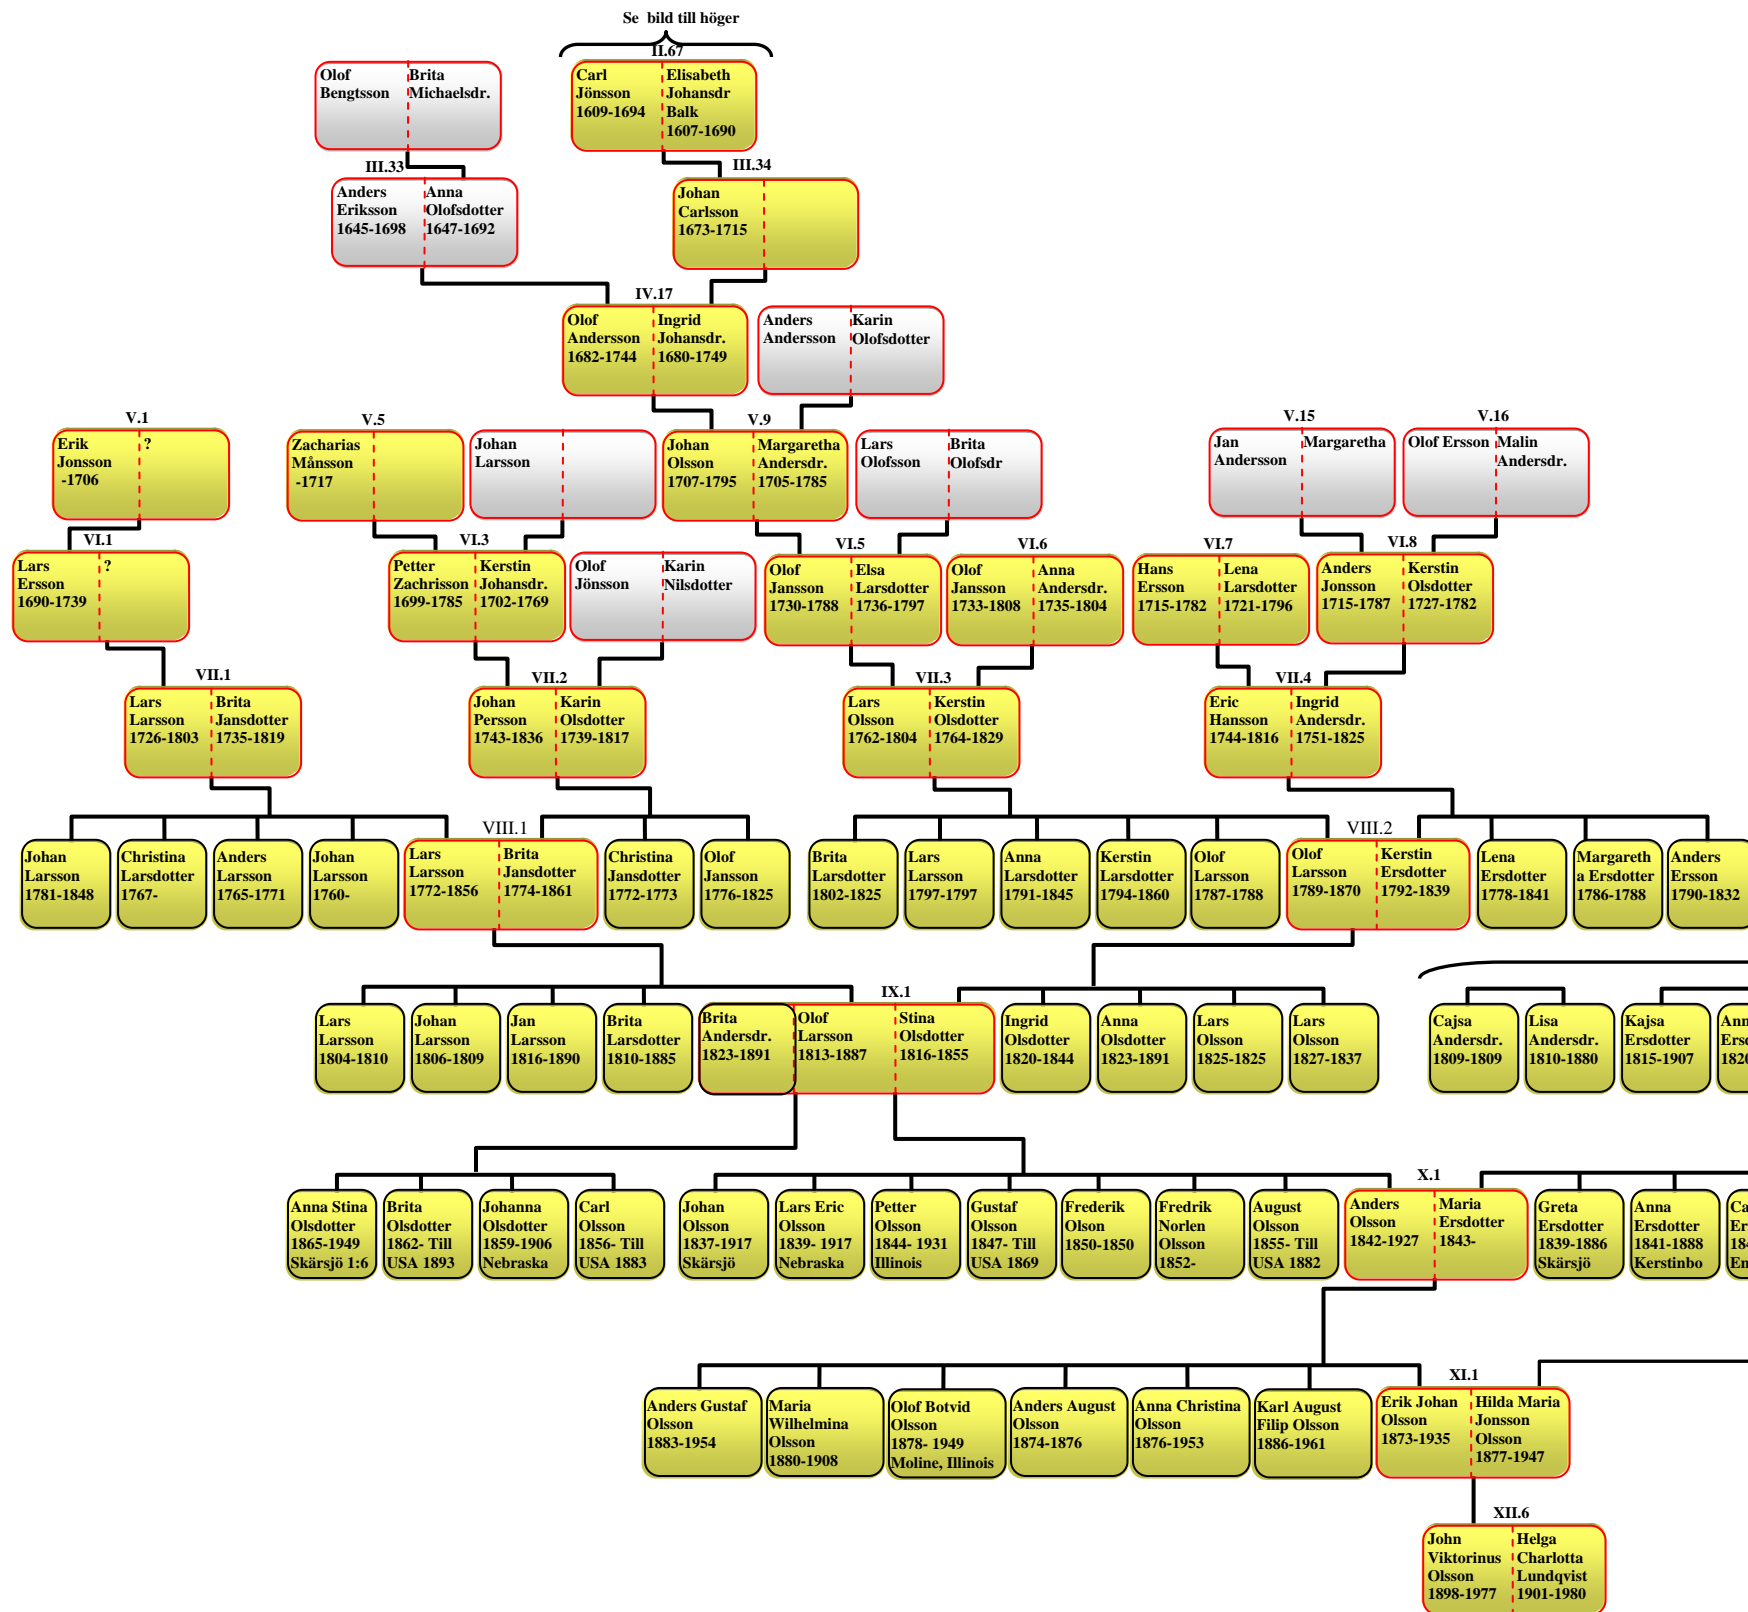 Se bild till höger
II.67
Olof
Bengtsson
Brita
Michaelsdr.
Carl
Jönsson
1609-1694
Elisabeth
Johansdr
Balk
1607-1690
III.33
Anders
Eriksson
1645-1698
Anna
Olofsdotter
1647-1692
III.34
Johan
Carlsson
1673-1715
IV.17
Olof
Andersson
1682-1744
Ingrid
Johansdr.
1680-1749
Anders
Andersson
Karin
Olofsdotter
V.1
Erik
Jonsson
-1706
?
V.5
Zacharias
Månsson
-1717
Johan
Larsson
V.9
Johan
Olsson
1707-1795
Margaretha
Andersdr.
1705-1785
Lars
Olofsson
Brita
Olofsdr
V.15
Jan
Andersson
Margaretha
V.16
Olof Ersson
Malin
Andersdr.
VI.1
Lars
Ersson
1690-1739
?
VI.3
Petter
Zachrisson
1699-1785
Kerstin
Johansdr.
1702-1769
Olof
Jönsson
Karin
Nilsdotter
VI.5
Olof
Jansson
1730-1788
Elsa
Larsdotter
1736-1797
VI.6
Olof
Jansson
1733-1808
Anna
Andersdr.
1735-1804
VI.7
Hans
Ersson
1715-1782
Lena
Larsdotter
1721-1796
VI.8
Anders
Jonsson
1715-1787
Kerstin
Olsdotter
1727-1782
VII.1
Lars
Larsson
1726-1803
Brita
Jansdotter
1735-1819
VII.2
Johan
Persson
1743-1836
Karin
Olsdotter
1739-1817
VII.3
Lars
Olsson
1762-1804
Kerstin
Olsdotter
1764-1829
VII.4
Eric
Hansson
1744-1816
Ingrid
Andersdr.
1751-1825
Johan
Larsson
1781-1848
Christina
Larsdotter
1767-
Anders
Larsson
1765-1771
Johan
Larsson
1760-
VIII.1
Lars
Larsson
1772-1856
Brita
Jansdotter
1774-1861
Christina
Jansdotter
1772-1773
Olof
Jansson
1776-1825
Brita
Larsdotter
1802-1825
Lars
Larsson
1797-1797
Anna
Larsdotter
1791-1845
Kerstin
Larsdotter
1794-1860
Olof
Larsson
1787-1788
VIII.2
Olof
Larsson
1789-1870
Kerstin
Ersdotter
1792-1839
Lena
Ersdotter
1778-1841
Margareth
a Ersdotter
1786-1788
Anders
Ersson
1790-1832
Lars
Larsson
1804-1810
Johan
Larsson
1806-1809
Jan
Larsson
1816-1890
Brita
Larsdotter
1810-1885
IX.1
Brita
Andersdr.
1823-1891
Olof
Larsson
1813-1887
Stina
Olsdotter
1816-1855
Ingrid
Olsdotter
1820-1844
Anna
Olsdotter
1823-1891
Lars
Olsson
1825-1825
Lars
Olsson
1827-1837
Cajsa
Andersdr.
1809-1809
Lisa
Andersdr.
1810-1880
Kajsa
Ersdotter
1815-1907
Ann
Ersd
1820
Anna Stina
Olsdotter
1865-1949
Skärsjö 1:6
Brita
Olsdotter
1862- Till
USA 1893
Johanna
Olsdotter
1859-1906
Nebraska
Carl
Olsson
1856- Till
USA 1883
Johan
Olsson
1837-1917
Skärsjö
Lars Eric
Olsson
1839- 1917
Nebraska
Petter
Olsson
1844- 1931
Illinois
Gustaf
Olsson
1847- Till
USA 1869
Frederik
Olson
1850-1850
Fredrik
Norlen
Olsson
1852-
August
Olsson
1855- Till
USA 1882
X.1
Anders
Olsson
1842-1927
Maria
Ersdotter
1843-
Greta
Ersdotter
1839-1886
Skärsjö
Anna
Ersdotter
1841-1888
Kerstinbo
Ca
Er
184
En
Anders Gustaf
Olsson
1883-1954
Maria
Wilhelmina
Olsson
1880-1908
Olof Botvid
Olsson
1878- 1949
Moline, Illinois
Anders August
Olsson
1874-1876
Anna Christina
Olsson
1876-1953
Karl August
Filip Olsson
1886-1961
XI.1
Erik Johan
Olsson
1873-1935
Hilda Maria
Jonsson
Olsson
1877-1947
XII.6
John
Viktorinus
Olsson
1898-1977
Helga
Charlotta
Lundqvist
1901-1980